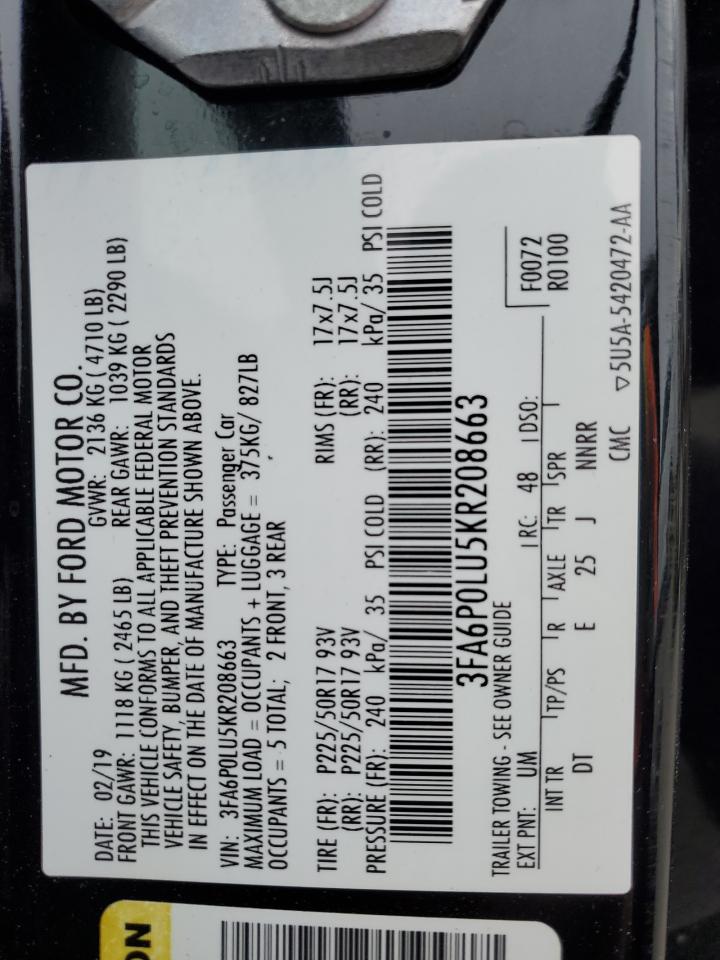 MFD. BY FORD MOTOR CO.
DATE: 02/19 GVWR: 2136 KG ( 4710 LB)
FRONT GAWR: 1118 KG ( 2465 LB) REAR GAWR: 1039 KG ( 2290 LB)
THIS VEHICLE CONFORMS TO ALL APPLICABLE FEDERAL MOTOR
VEHICLE SAFETY, BUMPER, AND THEFT PREVENTION STANDARDS
IN EFFECT ON THE DATE OF MANUFACTURE SHOWN ABOVE.
VIN: 3FA6P0LU5KR208663 TYPE: Passenger Car
MAXIMUM LOAD = OCCUPANTS + LUGGAGE = 375KG/ 827LB
OCCUPANTS = 5 TOTAL; 2 FRONT, 3 REAR
TIRE (FR): P225/50R17 93V RIMS (FR): 17x7.5J
(RR): P225/50R17 93V (RR): 17x7.5J
PRESSURE (FR): 240 kPa/ 35 PSI COLD (RR): 240 kPa/ 35 PSI COLD
3FA6P0LU5KR208663
TRAILER TOWING - SEE OWNER GUIDE F0072
EXT PNT: UM RC: 48 DSO: R0100
INT TR TP/PS R AXLE TR SPR
DT E 25 J NNRR
CMC ▽5U5A-5420472-AA
ON